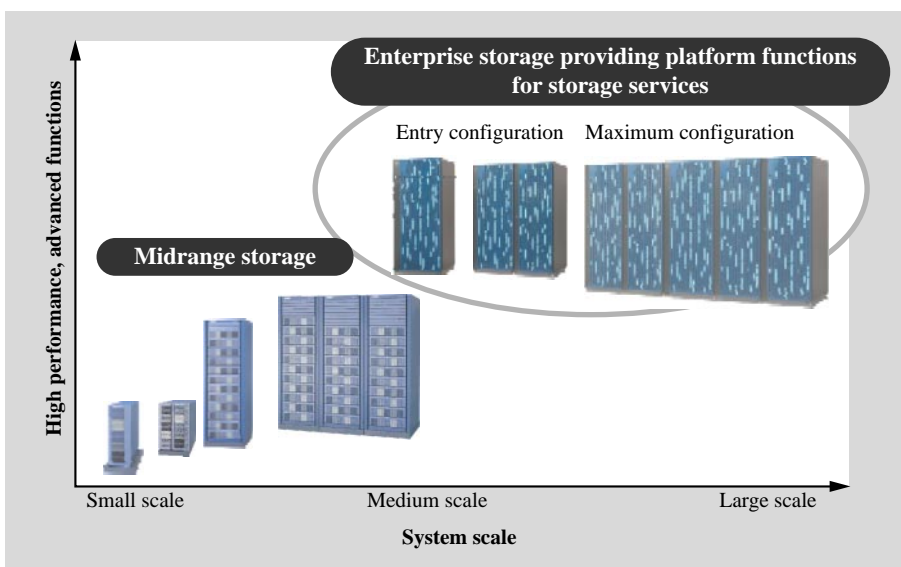 Enterprise storage providing platform functions
for storage services
Entry configuration
Maximum configuration
Midrange storage
High performance, advanced functions
Small scale
Medium scale
Large scale
System scale